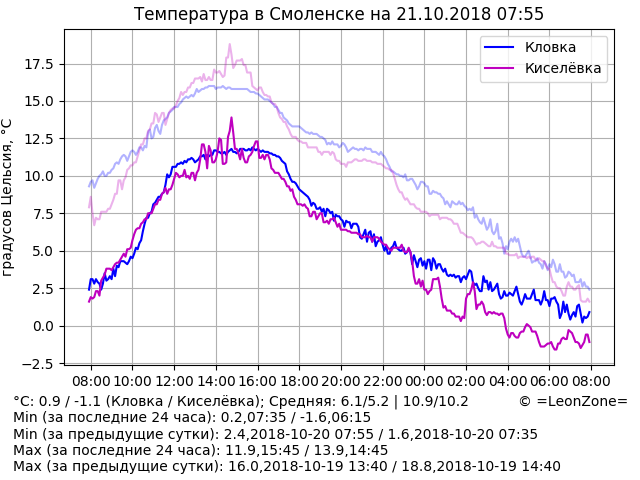 Температура в Смоленске на 21.10.2018 07:55
градусов Цельсия, °C
17.5
15.0
12.5
10.0
7.5
5.0
2.5
0.0
−2.5
Кловка
Киселёвка
08:00 10:00 12:00 14:00 16:00 18:00 20:00 22:00 00:00 02:00 04:00 06:00 08:00
°C: 0.9 / -1.1 (Кловка / Киселёвка); Средняя: 6.1/5.2 | 10.9/10.2 © =LeonZone=
Min (за последние 24 часа): 0.2,07:35 / -1.6,06:15
Min (за предыдущие сутки): 2.4,2018-10-20 07:55 / 1.6,2018-10-20 07:35
Max (за последние 24 часа): 11.9,15:45 / 13.9,14:45
Max (за предыдущие сутки): 16.0,2018-10-19 13:40 / 18.8,2018-10-19 14:40